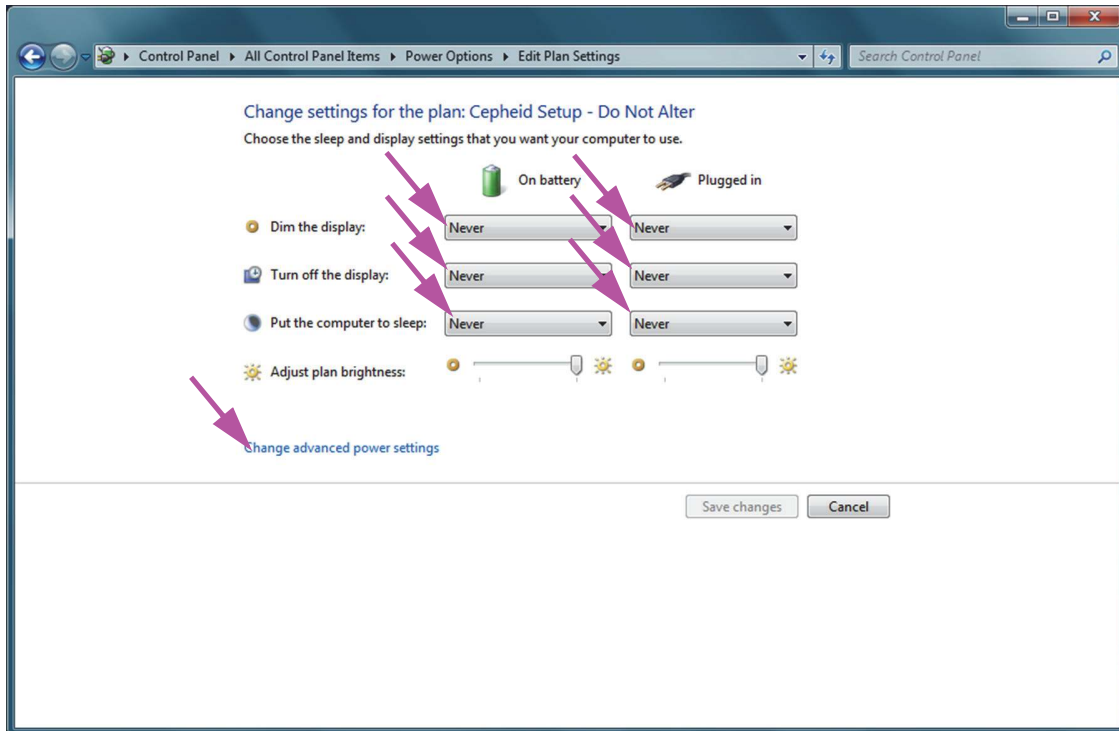 Control Panel ▸ All Control Panel Items ▸ Power Options ▸ Edit Plan Settings
Search Control Panel
Change settings for the plan: Cepheid Setup - Do Not Alter
Choose the sleep and display settings that you want your computer to use.
On battery Plugged in
Dim the display: Never Never
Turn off the display: Never Never
Put the computer to sleep: Never Never
Adjust plan brightness:
Change advanced power settings
Save changes Cancel